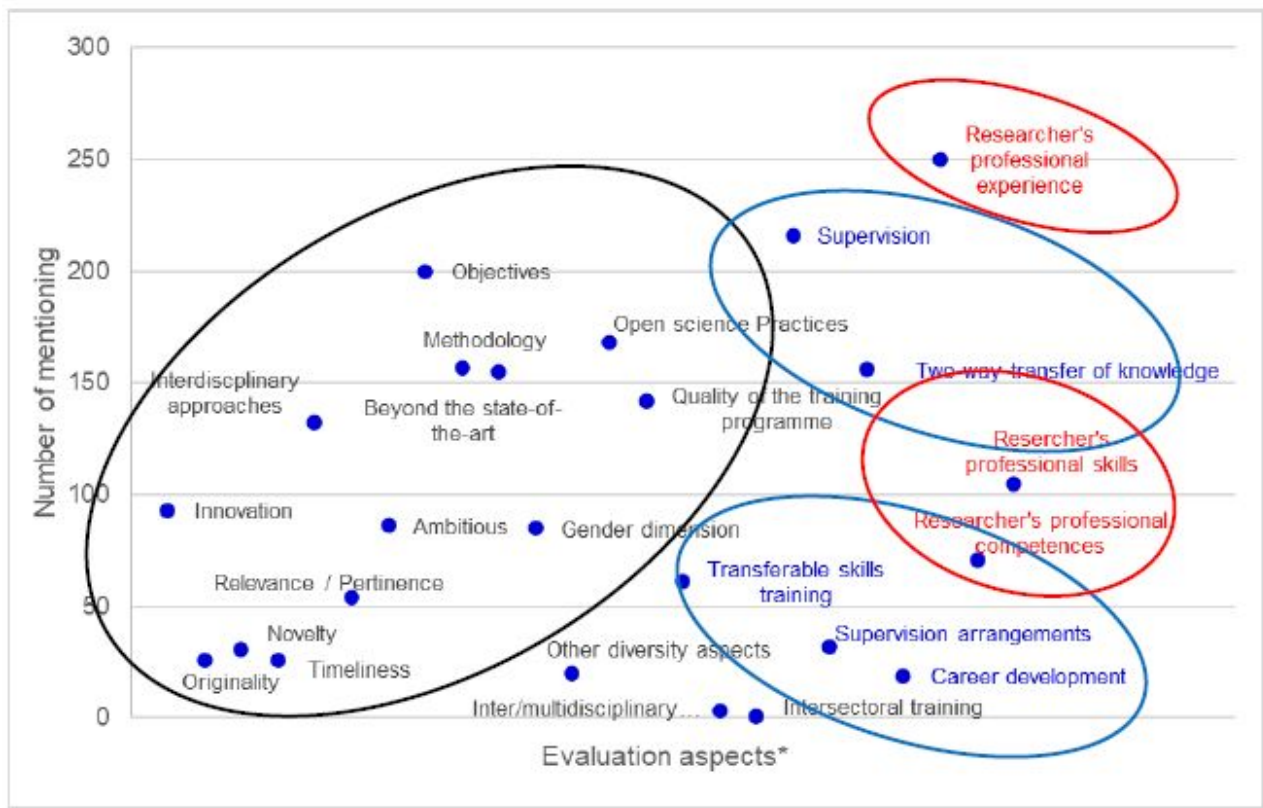 300
250
200
150
100
50
0
Number of mentioning
Evaluation aspects*
Researcher's
professional
experience
Supervision
Objectives
Open science Practices
Methodology
Two-way transfer of knowledge
Interdiscplinary
approaches
Beyond the state-of-
the-art
Quality of the training
programme
Resercher's
professional skills
Innovation
Ambitious
Gender dimension
Researcher's professional
competences
Relevance / Pertinence
Transferable skills
training
Novelty
Originality
Timeliness
Other diversity aspects
Supervision arrangements
Career development
Inter/multidisciplinary...
Intersectoral training